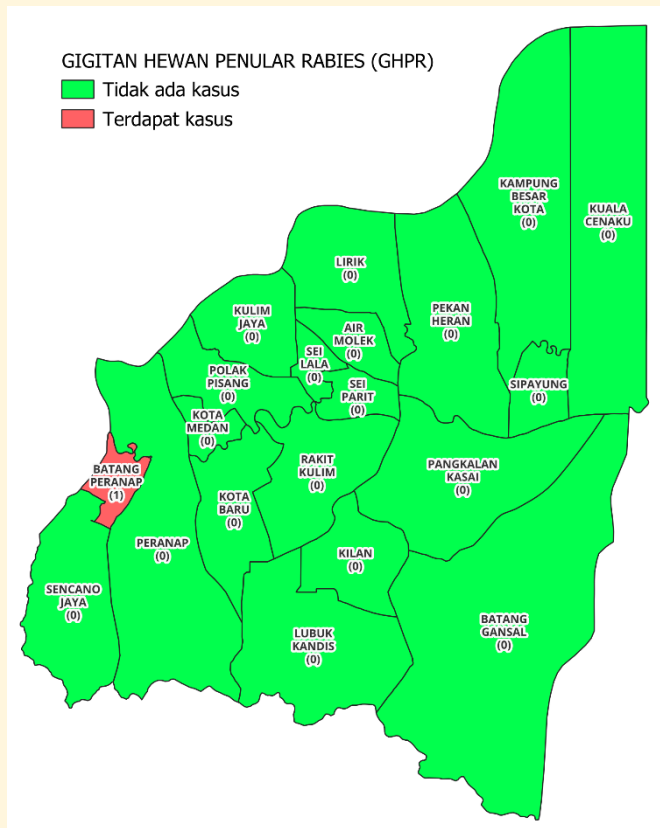 GIGITAN HEWAN PENULAR RABIES (GHPR)
Tidak ada kasus
Terdapat kasus
KAMPUNG
BESAR
KOTA
(0)
KUALA
CENAKU
(0)
LIRIK
(0)
PEKAN
HERAN
(0)
KULIM
JAYA
(0)
AIR
MOLEK
(0)
SEI
LALA
(0)
POLAK
PISANG
(0)
SEI
PARIT
(0)
SIPAYUNG
(0)
KOTA
MEDAN
(0)
BATANG
PERANAP
(1)
RAKIT
KULIM
(0)
PANGKALAN
KASAI
(0)
KOTA
BARU
(0)
PERANAP
(0)
KILAN
(0)
SENCANO
JAYA
(0)
LUBUK
KANDIS
(0)
BATANG
GANSAL
(0)